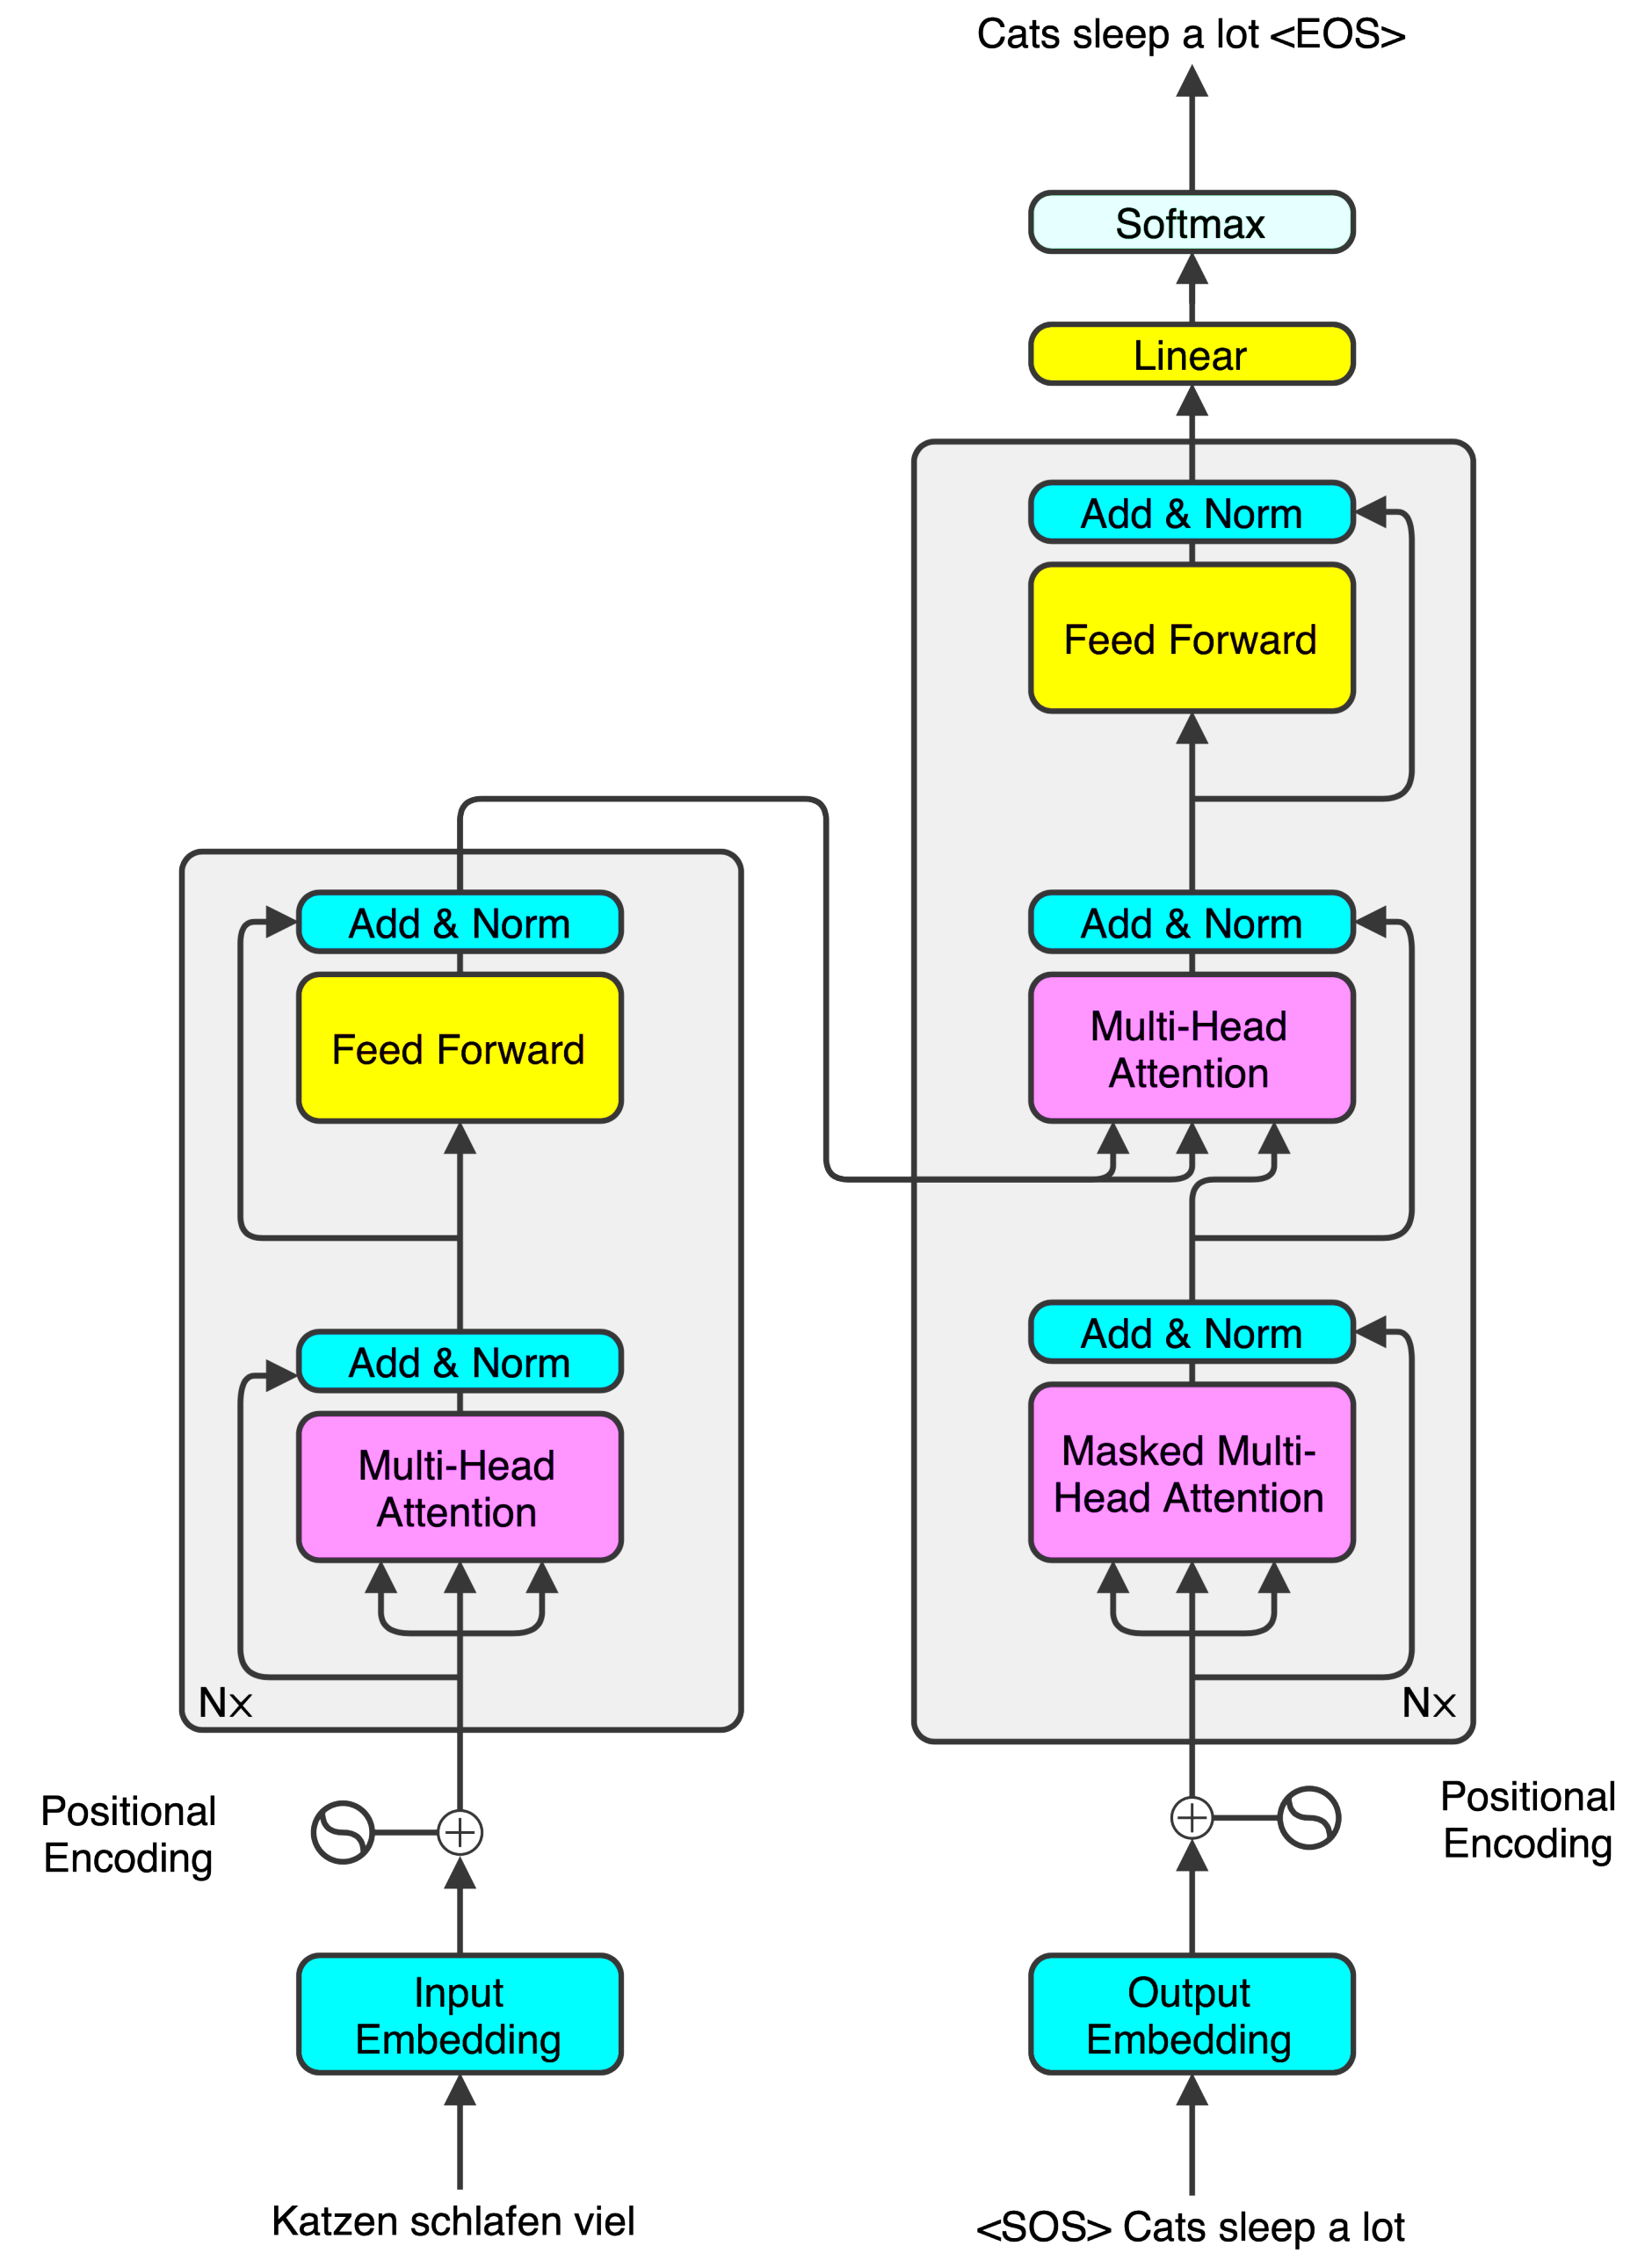 Cats sleep a lot <EOS>
Softmax
Linear
Add & Norm
Feed Forward
Add & Norm
Multi-Head
Attention
Add & Norm
Masked Multi-
Head Attention
Nx
Positional
Encoding
Output
Embedding
<SOS> Cats sleep a lot
Add & Norm
Feed Forward
Add & Norm
Multi-Head
Attention
Nx
Positional
Encoding
Input
Embedding
Katzen schlafen viel